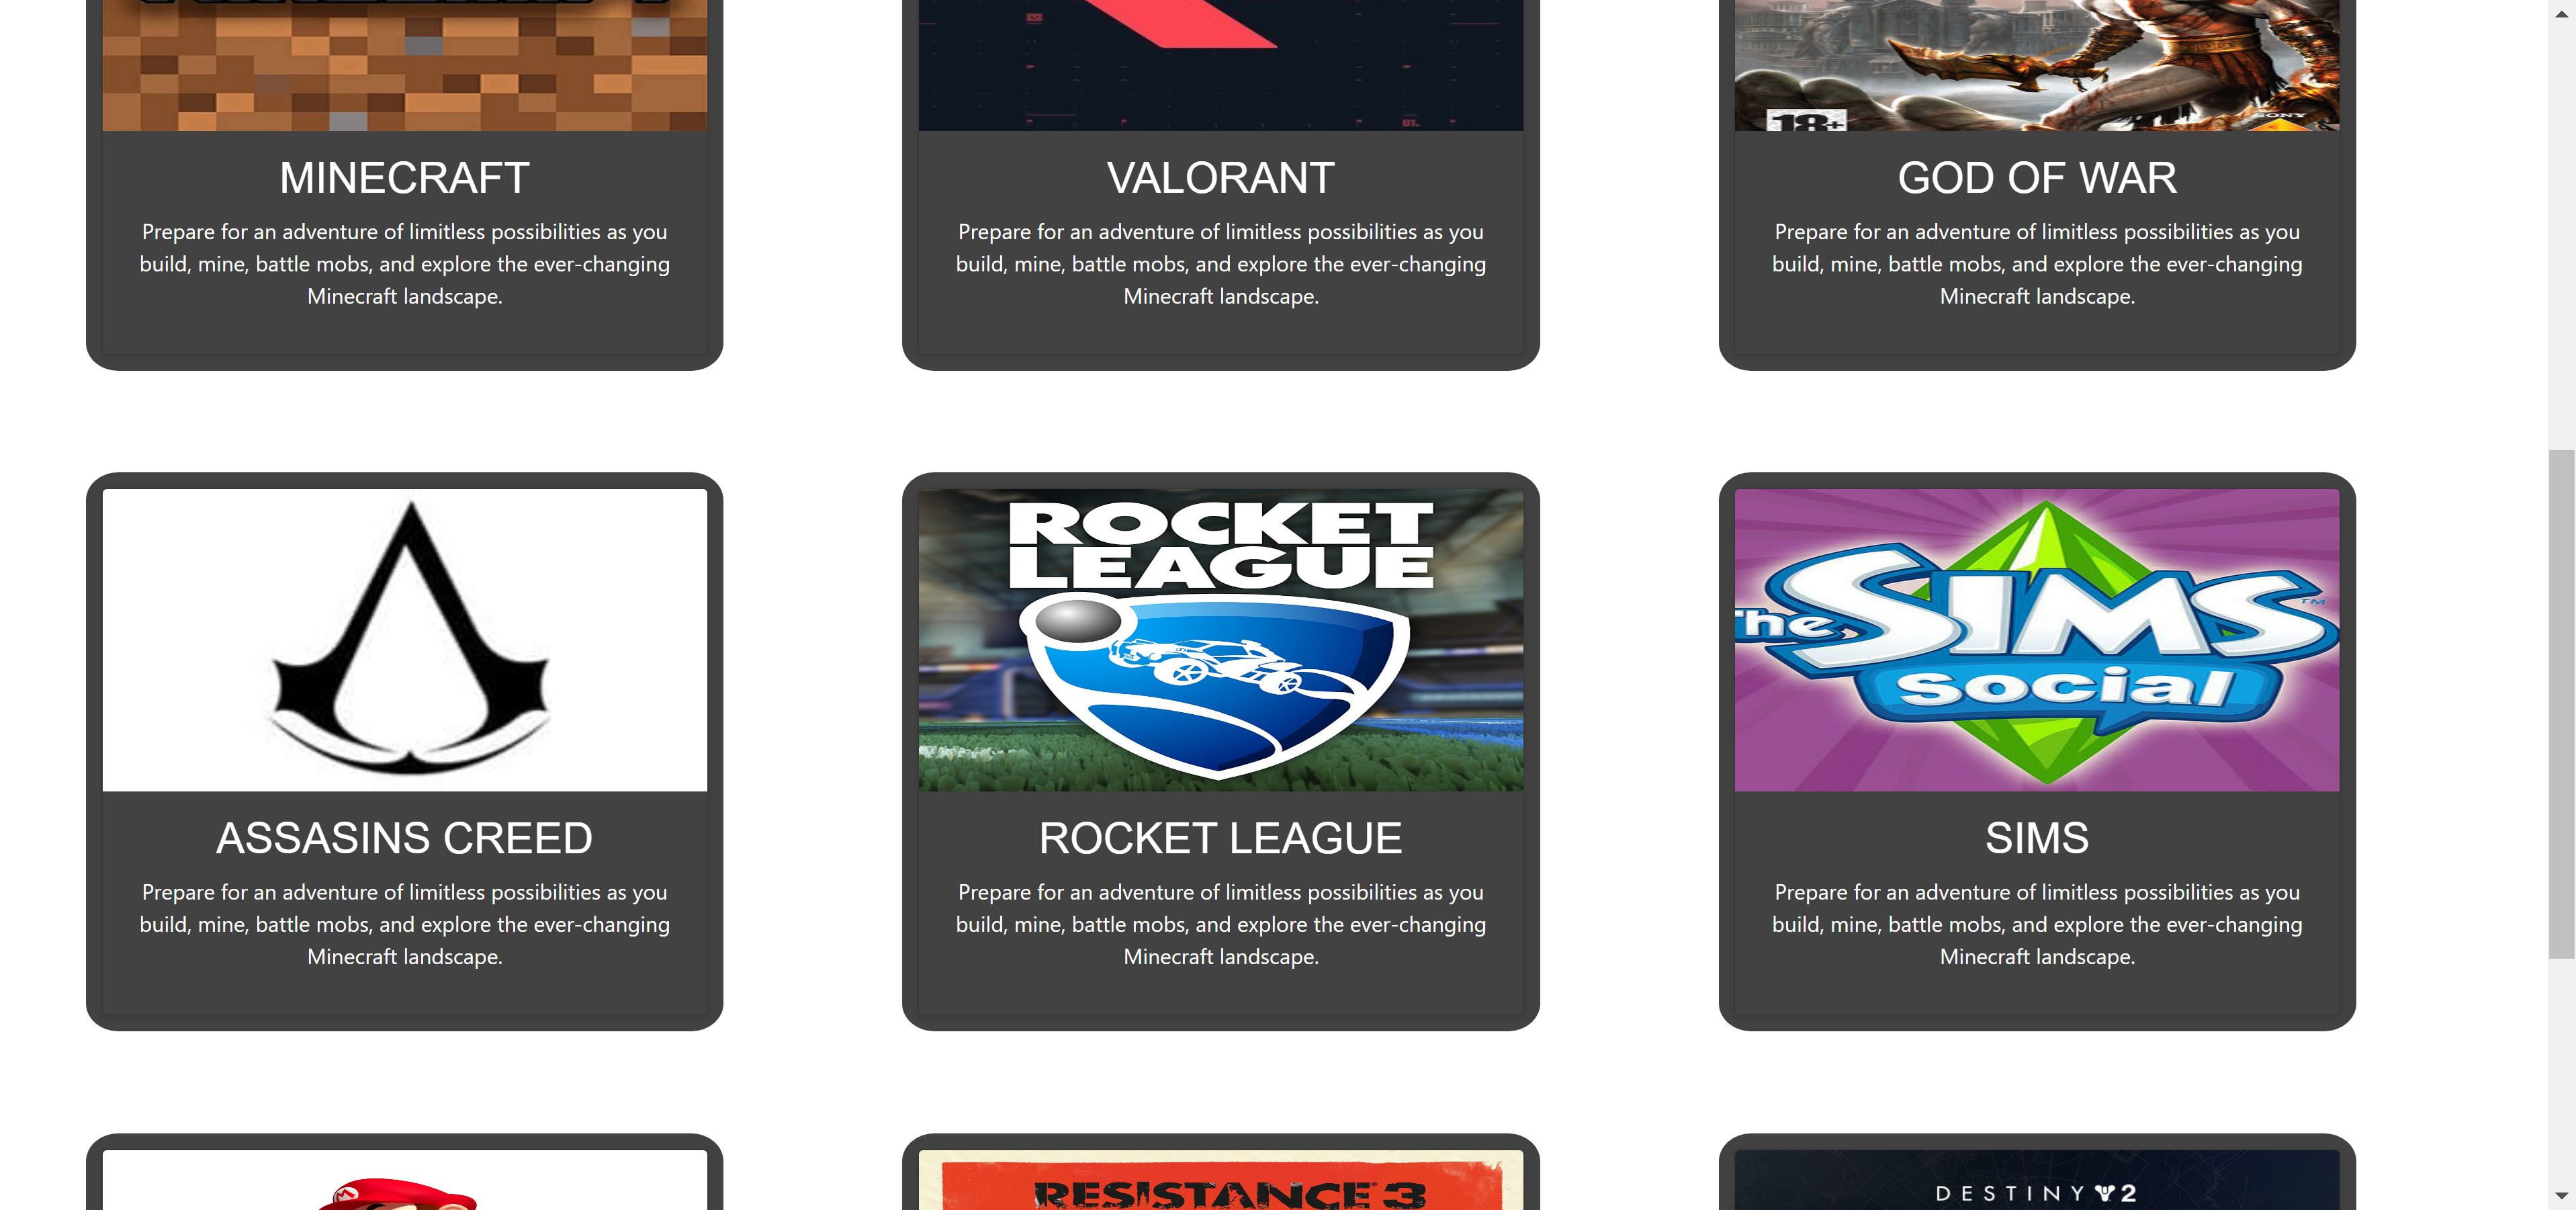 18+
SONY
01.
MINECRAFT
Prepare for an adventure of limitless possibilities as you
build, mine, battle mobs, and explore the ever-changing
Minecraft landscape.
VALORANT
Prepare for an adventure of limitless possibilities as you
build, mine, battle mobs, and explore the ever-changing
Minecraft landscape.
GOD OF WAR
Prepare for an adventure of limitless possibilities as you
build, mine, battle mobs, and explore the ever-changing
Minecraft landscape.
ASSASINS CREED
Prepare for an adventure of limitless possibilities as you
build, mine, battle mobs, and explore the ever-changing
Minecraft landscape.
ROCKET
LEAGUE
ROCKET LEAGUE
Prepare for an adventure of limitless possibilities as you
build, mine, battle mobs, and explore the ever-changing
Minecraft landscape.
The SIMS™
Social
SIMS
Prepare for an adventure of limitless possibilities as you
build, mine, battle mobs, and explore the ever-changing
Minecraft landscape.
M
RESISTANCE 3
DESTINY 2